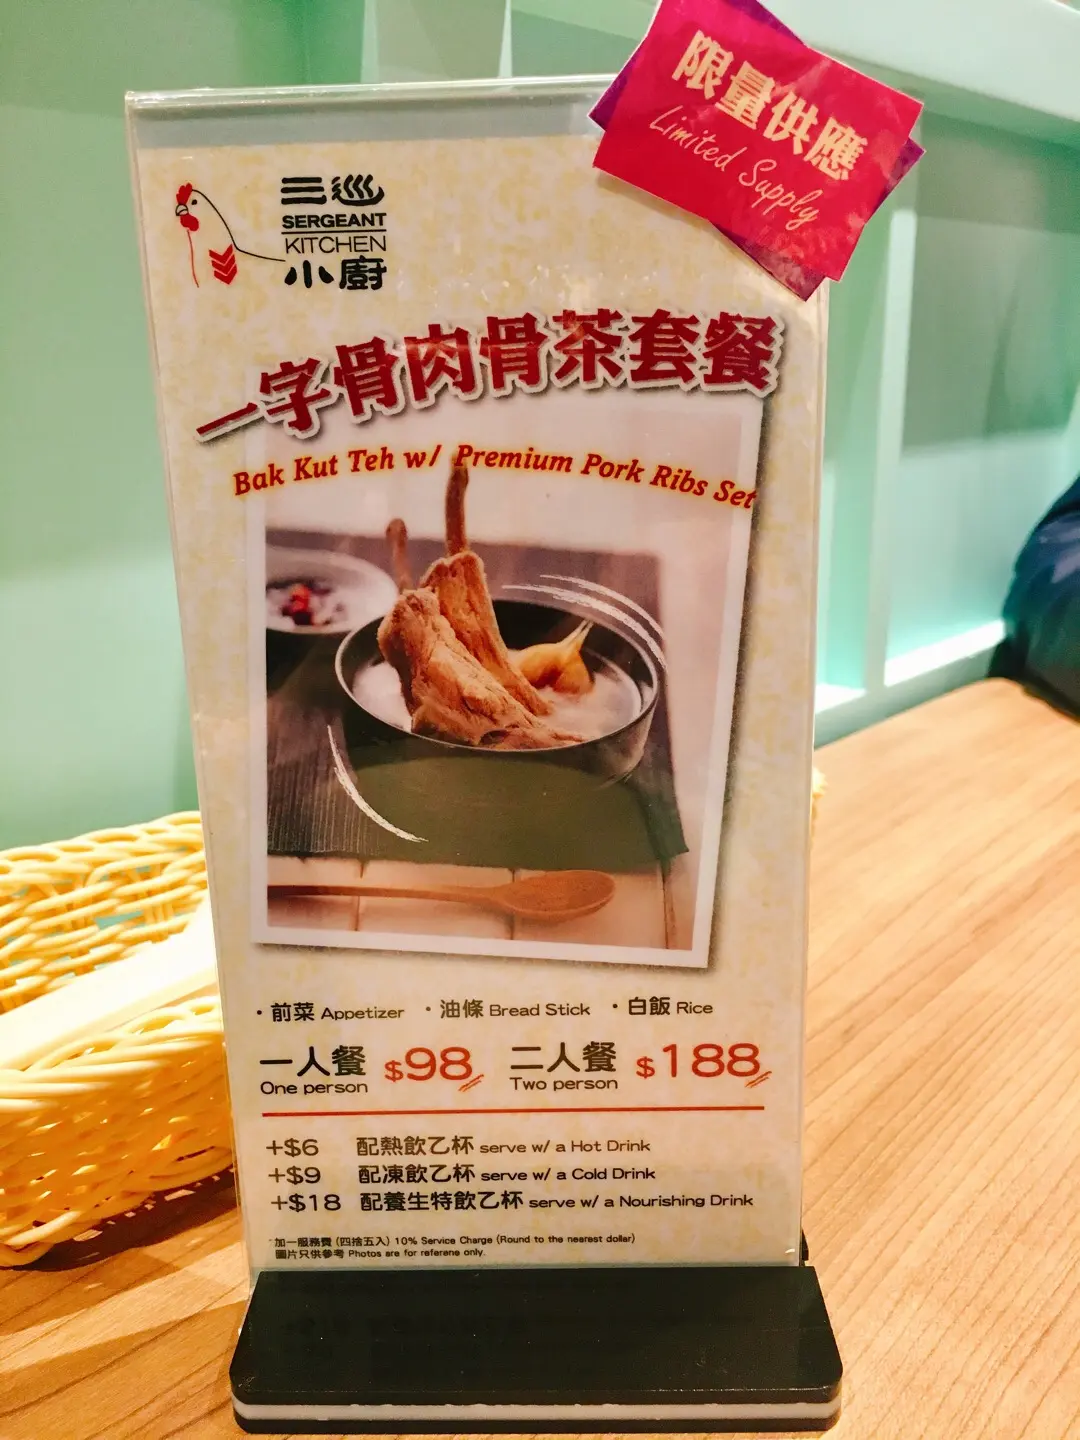 限量供應
Limited Supply
三巡
SERGEANT
KITCHEN
小廚
一字骨肉骨茶套餐
Bak Kut Teh w/ Premium Pork Ribs Set
・前菜 Appetizer ・油條 Bread Stick ・白飯 Rice
一人餐 $98 二人餐 $188
One person Two person
+$6 配熱飲乙杯 serve w/ a Hot Drink
+$9 配凍飲乙杯 serve w/ a Cold Drink
+$18 配養生特飲乙杯 serve w/ a Nourishing Drink
加一服務費 (四捨五入) 10% Service Charge (Round to the nearest dollar)
圖片只供參考 Photos are for referene only.